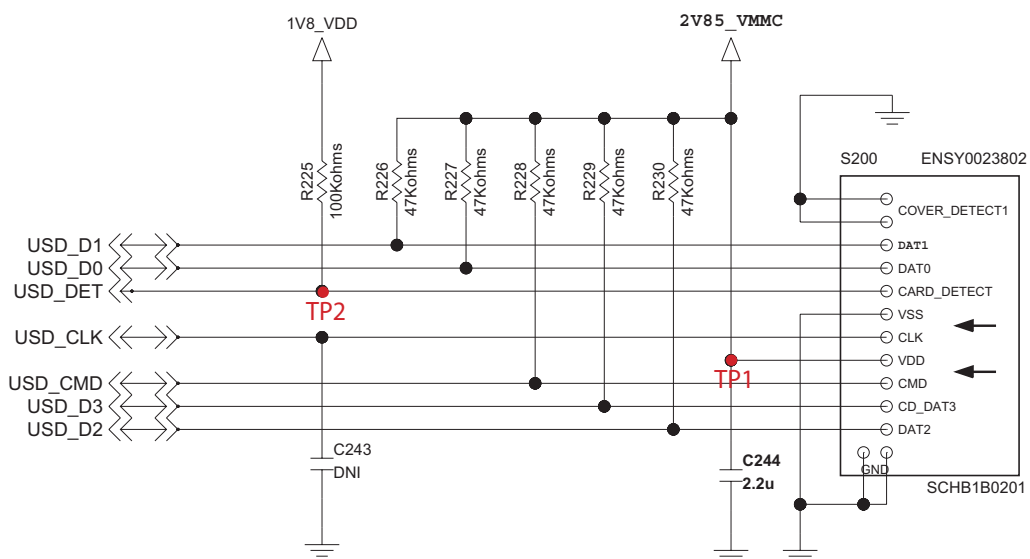 1V8_VDD
2V85_VMMC
R225
100Kohms
R226
47Kohms
R227
47Kohms
R228
47Kohms
R229
47Kohms
R230
47Kohms
S200
ENSY0023802
COVER_DETECT1
USD_D1
DAT1
USD_D0
DAT0
USD_DET
CARD_DETECT
TP2
VSS
USD_CLK
CLK
VDD
TP1
USD_CMD
CMD
USD_D3
CD_DAT3
USD_D2
DAT2
C243
DNI
C244
2.2u
GND
SCHB1B0201